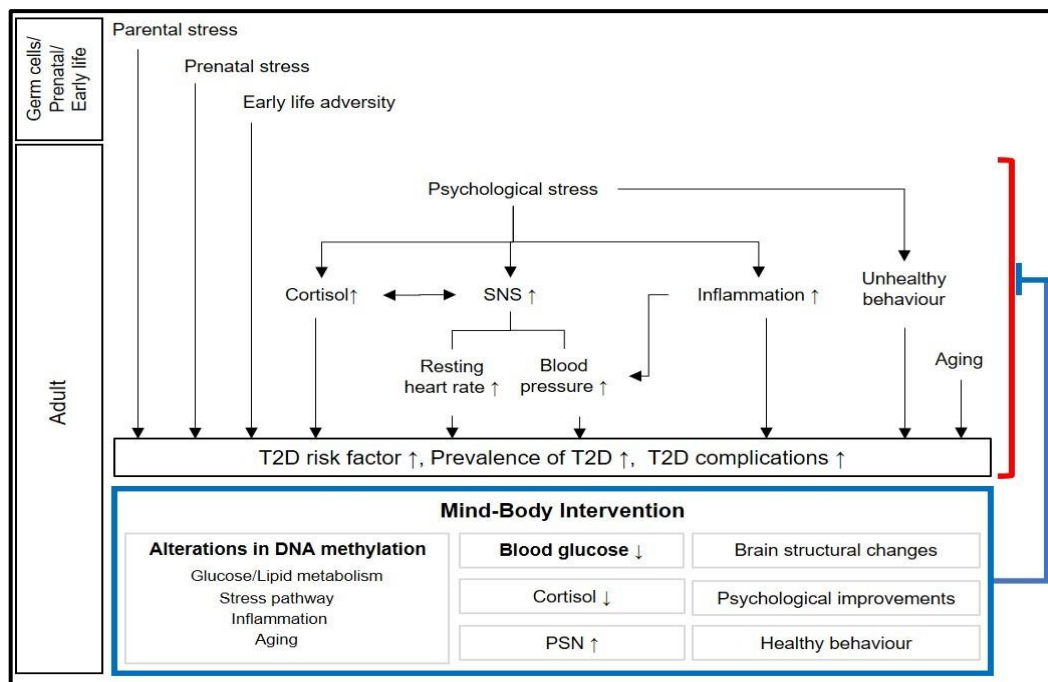 Germ cells/
Prenatal/
Early life
Parental stress
Prenatal stress
Early life adversity
Adult
Psychological stress
Cortisol↑
SNS ↑
Inflammation ↑
Unhealthy
behaviour
Resting
heart rate ↑
Blood
pressure ↑
Aging
T2D risk factor ↑, Prevalence of T2D ↑, T2D complications ↑
Mind-Body Intervention
Alterations in DNA methylation
Glucose/Lipid metabolism
Stress pathway
Inflammation
Aging
Blood glucose ↓
Cortisol ↓
PSN ↑
Brain structural changes
Psychological improvements
Healthy behaviour